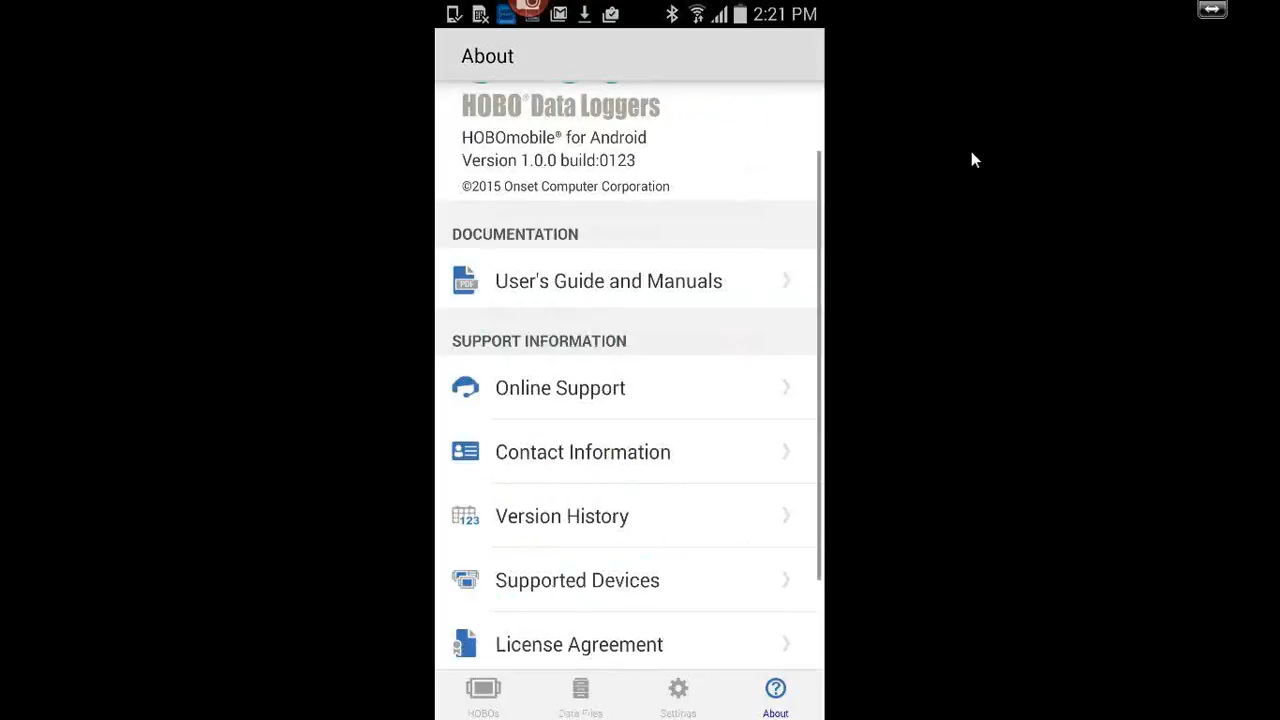 2:21 PM
About
HOBO® Data Loggers
HOBOmobile® for Android
Version 1.0.0 build:0123
©2015 Onset Computer Corporation
DOCUMENTATION
PDF
User's Guide and Manuals
SUPPORT INFORMATION
Online Support
Contact Information
123
Version History
Supported Devices
License Agreement
HOBOs
Data Files
Settings
About